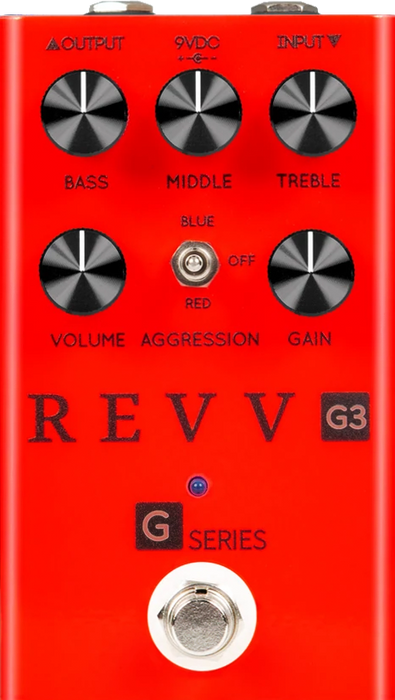 ▲OUTPUT 9VDC INPUT▼
BASS MIDDLE TREBLE
BLUE
OFF
RED
VOLUME AGGRESSION GAIN
REVV G3
G SERIES